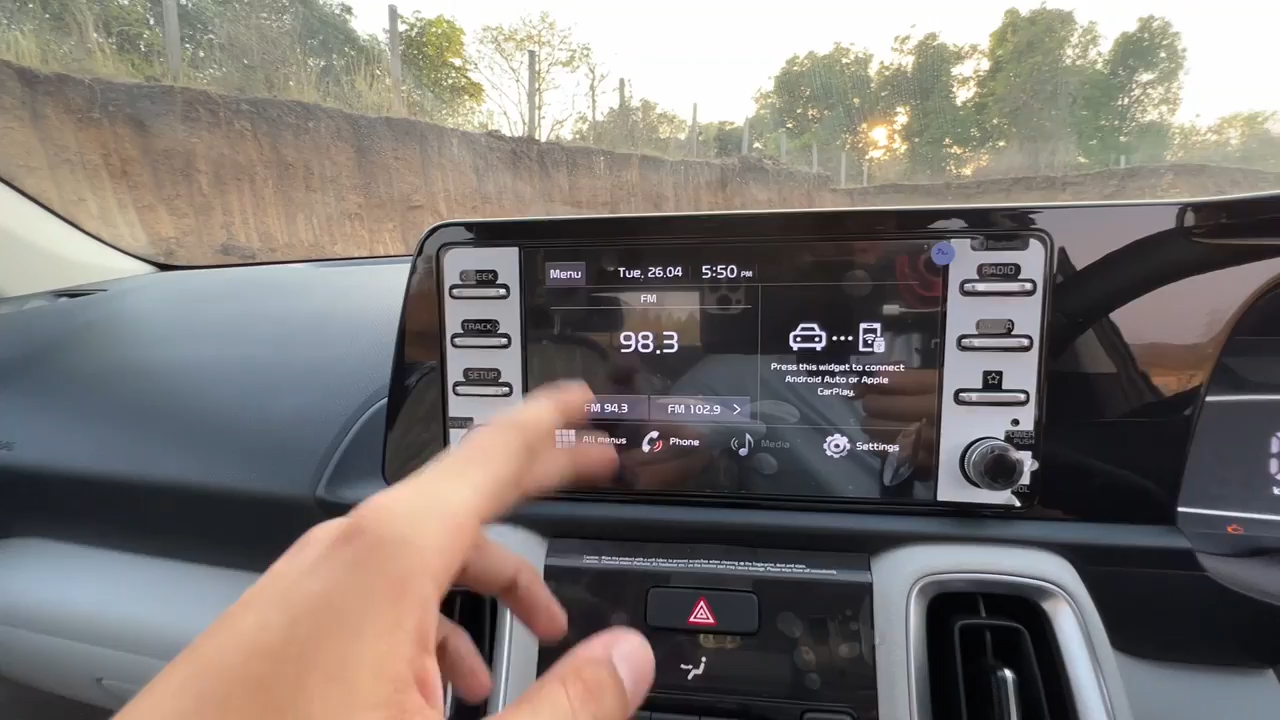 SEEK
TRACK
SETUP
Menu
Tue, 26.04
5:50 PM
FM
98.3
FM 94.3
FM 102.9
Press this widget to connect
Android Auto or Apple
CarPlay.
All menus
Phone
Media
Settings
RADIO
POWER
PUSH
VOL